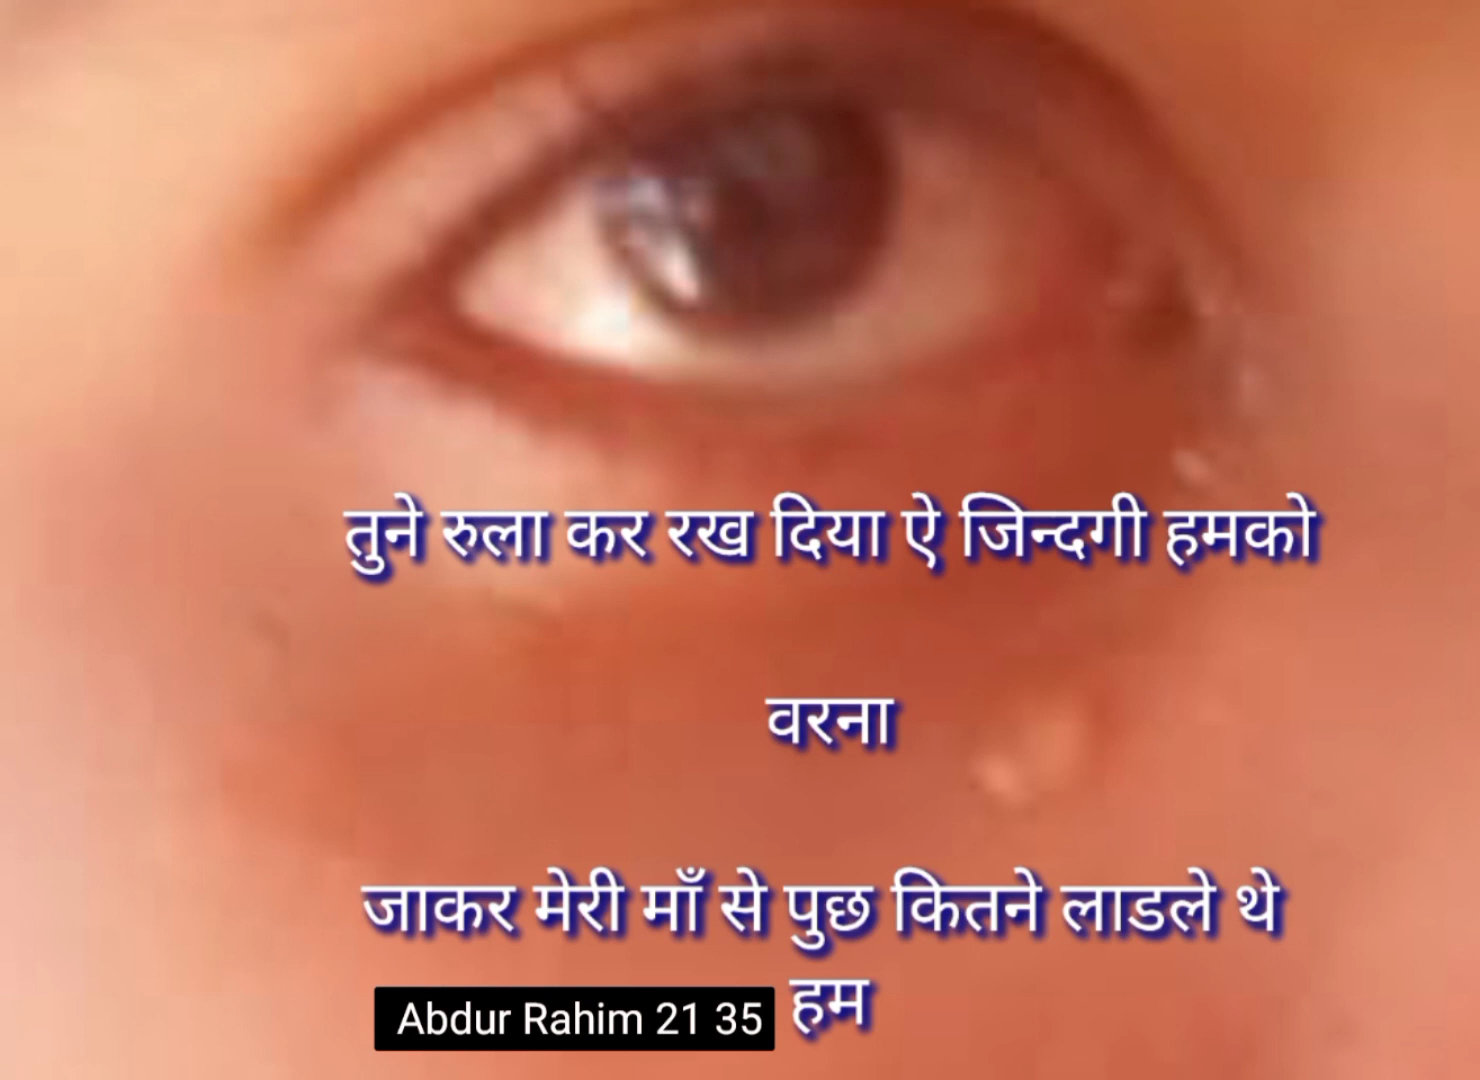 तुने रुला कर रख दिया ऐ जिन्दगी हमको
वरना
जाकर मेरी माँ से पुछ कितने लाडले थे
हम
Abdur Rahim 21 35